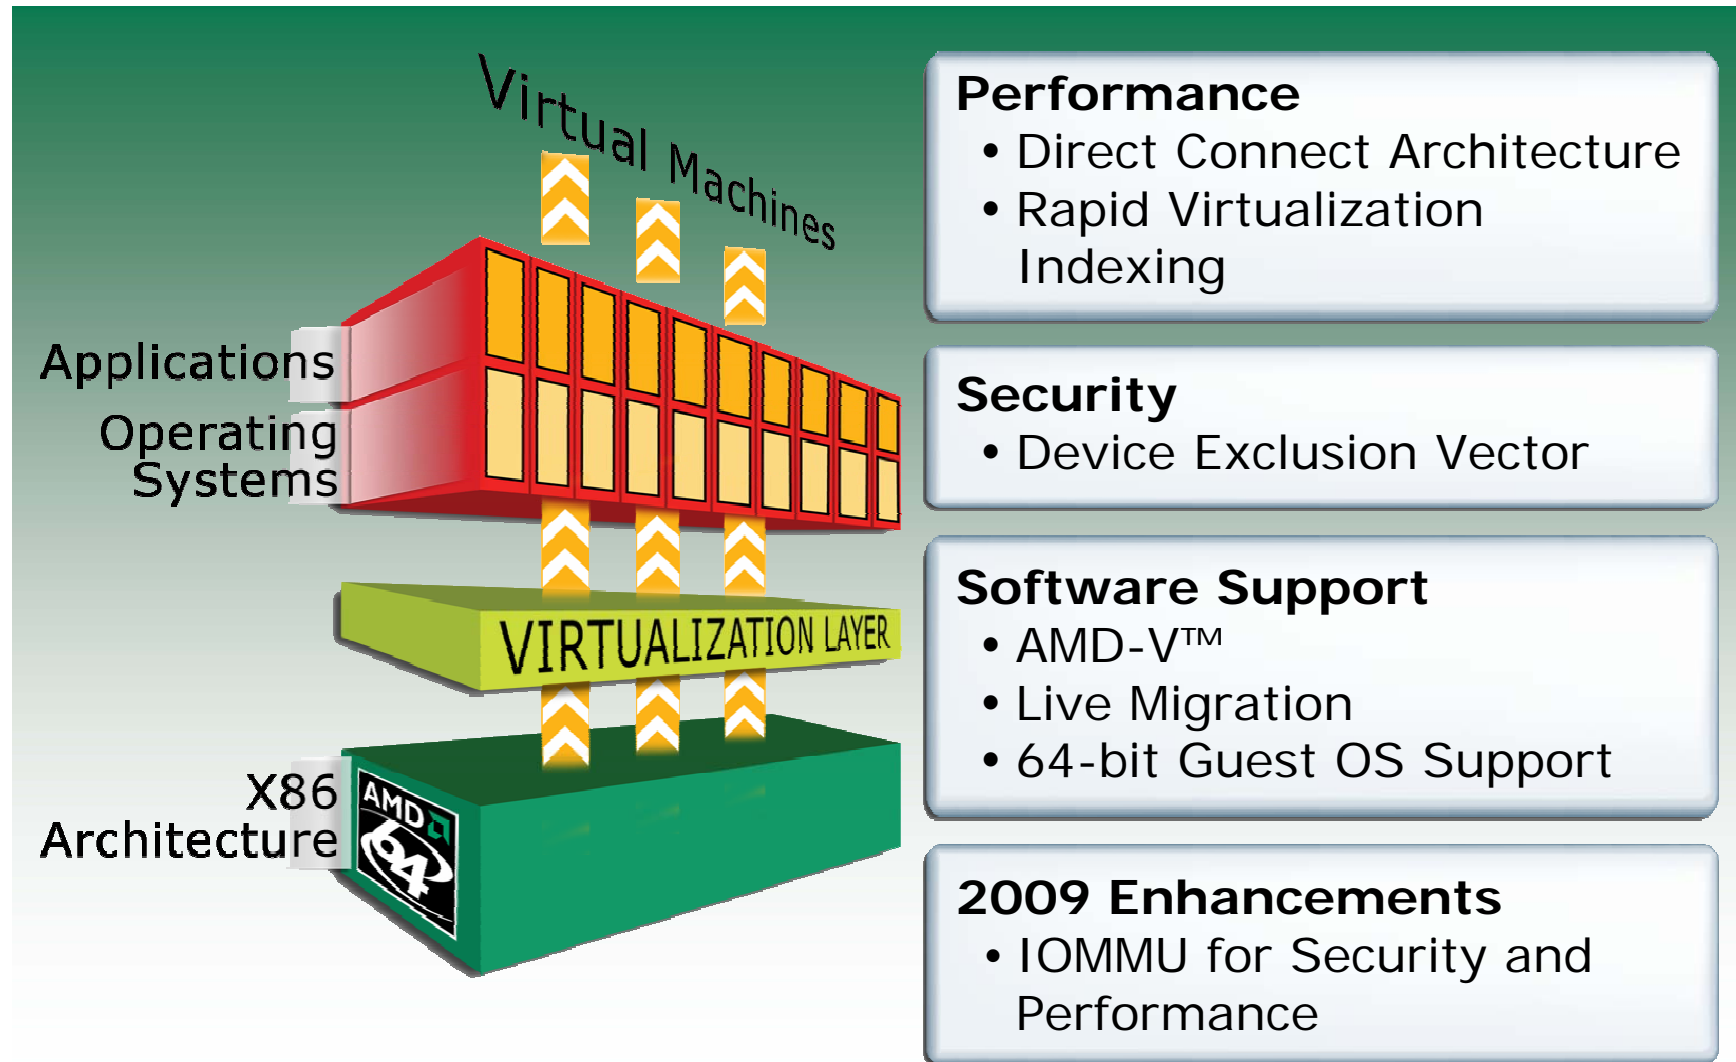 Virtual Machines
Applications
Operating
Systems
VIRTUALIZATION LAYER
X86
Architecture
AMD
64
Performance
• Direct Connect Architecture
• Rapid Virtualization
Indexing
Security
• Device Exclusion Vector
Software Support
• AMD-V™
• Live Migration
• 64-bit Guest OS Support
2009 Enhancements
• IOMMU for Security and
Performance